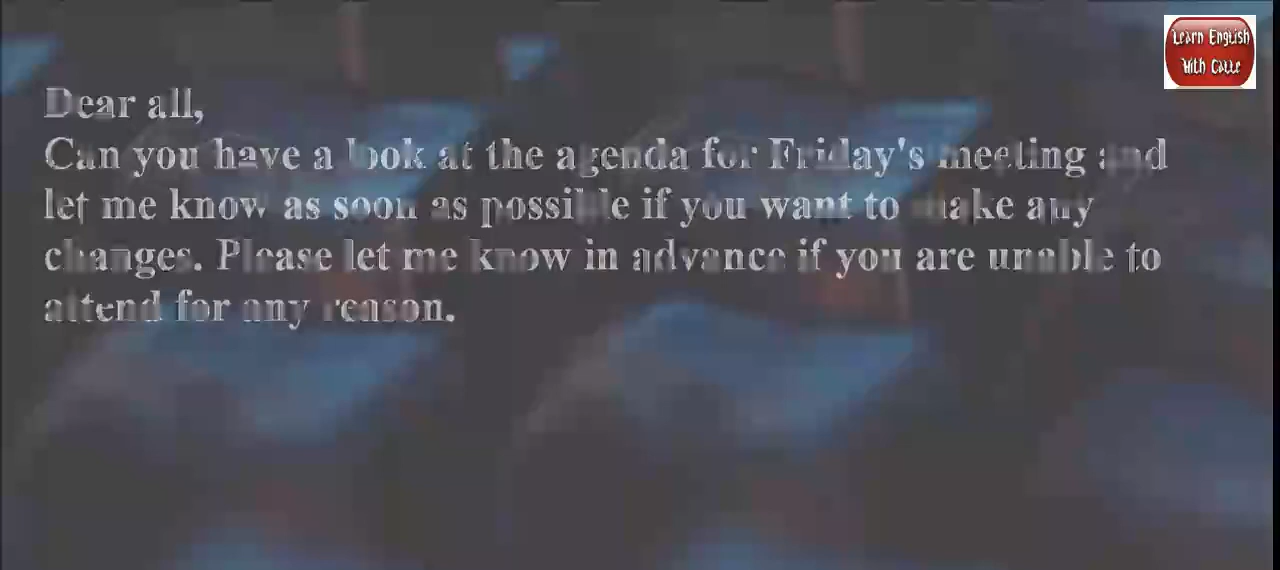 Learn English
With Catte
Dear all,
Can you have a look at the agenda for Friday's meeting and
let me know as soon as possible if you want to make any
changes. Please let me know in advance if you are unable to
attend for any reason.